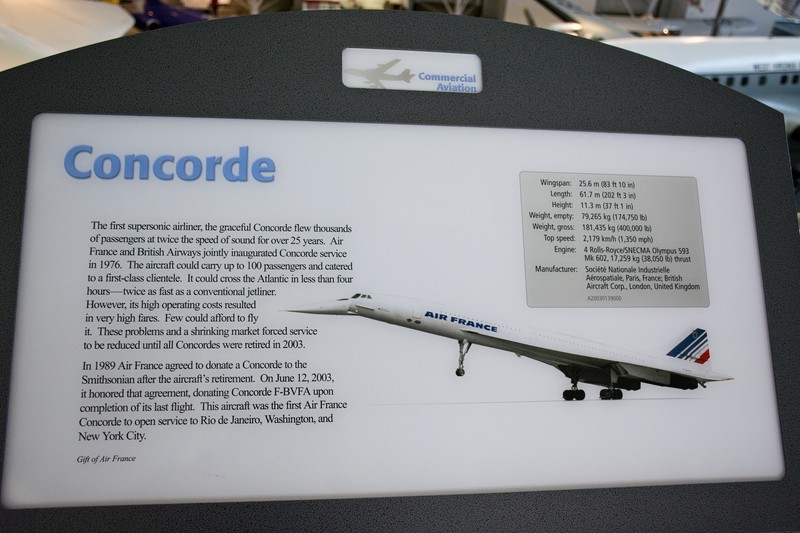 Commercial
Aviation
Concorde
The first supersonic airliner, the graceful Concorde flew thousands
of passengers at twice the speed of sound for over 25 years. Air
France and British Airways jointly inaugurated Concorde service
in 1976. The aircraft could carry up to 100 passengers and catered
to a first-class clientele. It could cross the Atlantic in less than four
hours—twice as fast as a conventional jetliner.
However, its high operating costs resulted
in very high fares. Few could afford to fly
it. These problems and a shrinking market forced service
to be reduced until all Concordes were retired in 2003.
In 1989 Air France agreed to donate a Concorde to the
Smithsonian after the aircraft's retirement. On June 12, 2003,
it honored that agreement, donating Concorde F-BVFA upon
completion of its last flight. This aircraft was the first Air France
Concorde to open service to Rio de Janeiro, Washington, and
New York City.
Gift of Air France
Wingspan: 25.6 m (83 ft 10 in)
Length: 61.7 m (202 ft 3 in)
Height: 11.3 m (37 ft 1 in)
Weight, empty: 79,265 kg (174,750 lb)
Weight, gross: 181,435 kg (400,000 lb)
Top speed: 2,179 km/h (1,350 mph)
Engine: 4 Rolls-Royce/SNECMA Olympus 593
Mk 602, 17,259 kg (38,050 lb) thrust
Manufacturer: Société Nationale Industrielle
Aérospatiale, Paris, France; British
Aircraft Corp., London, United Kingdom
A20030139000
AIR FRANCE